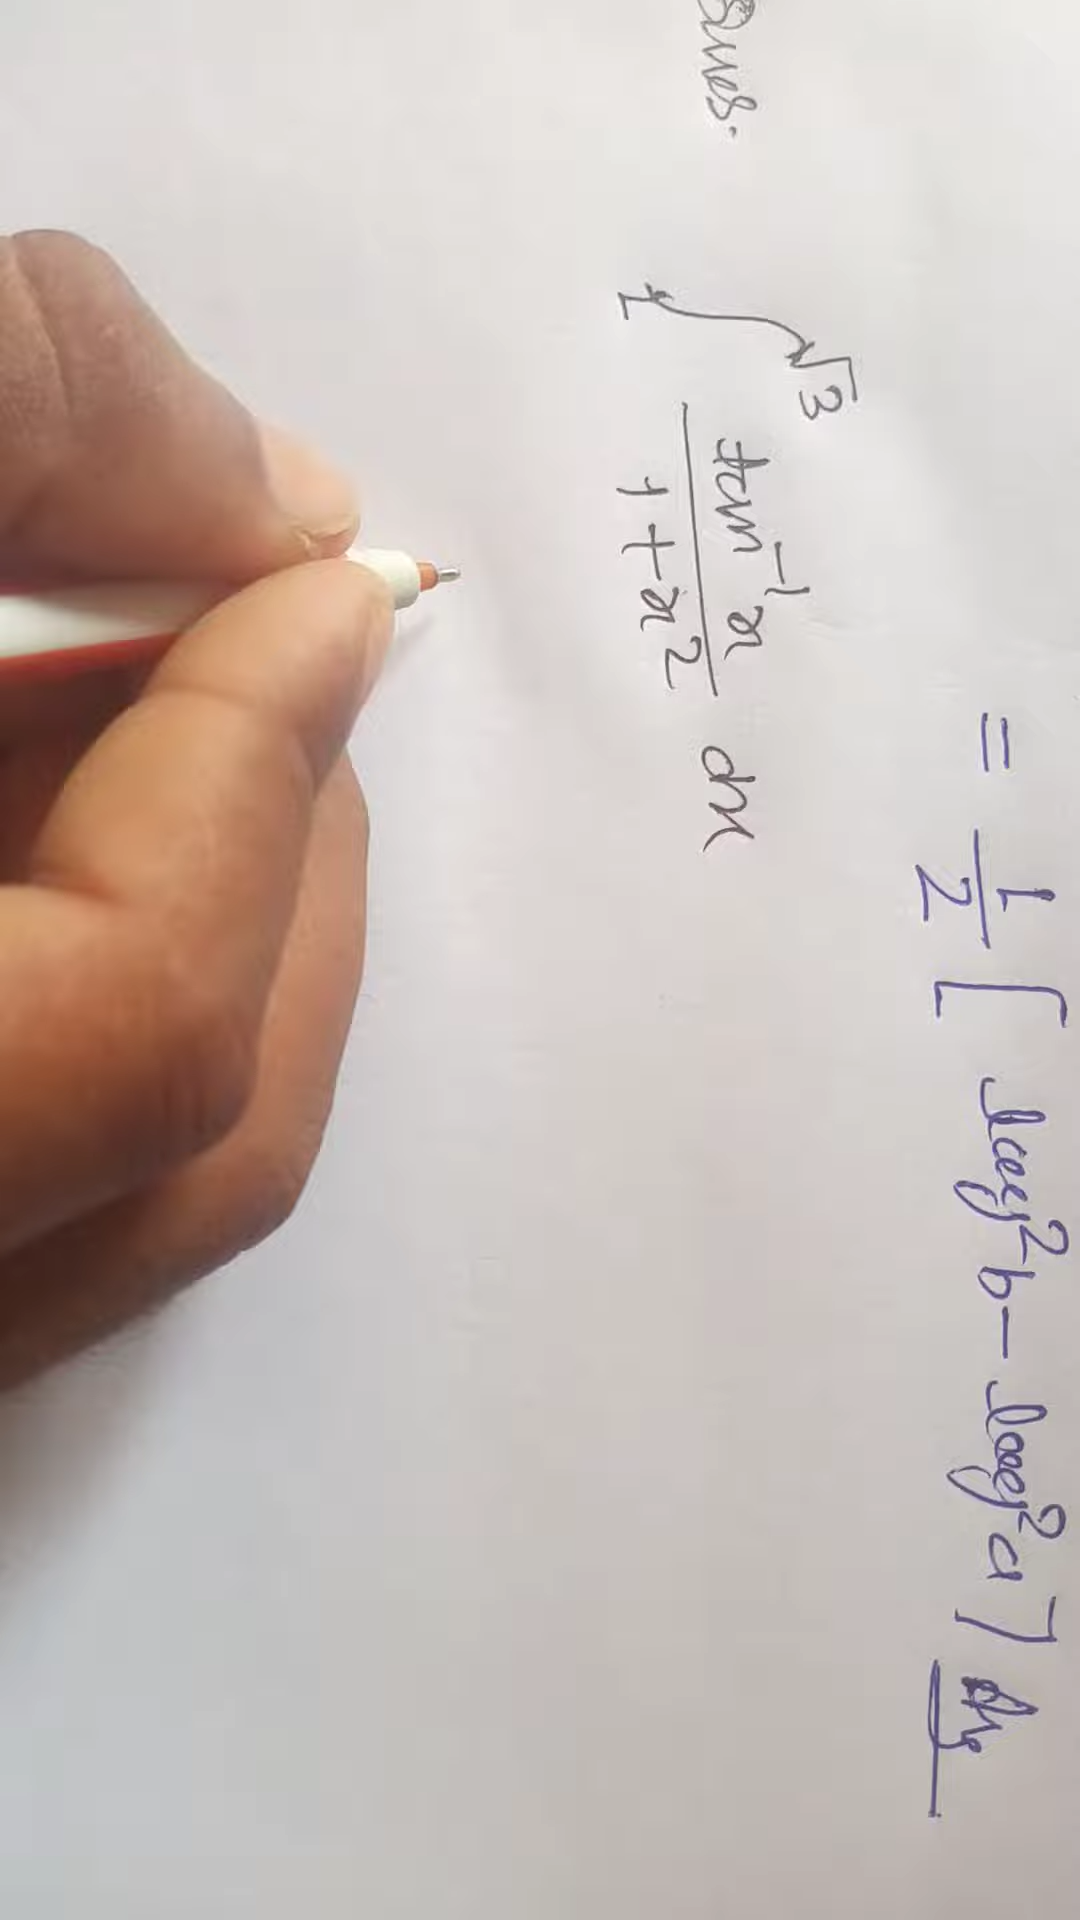 = 1/2 [ log²b - log²a ] Ans
Ques. ∫₁^√3 tan⁻¹x / 1+x² dx